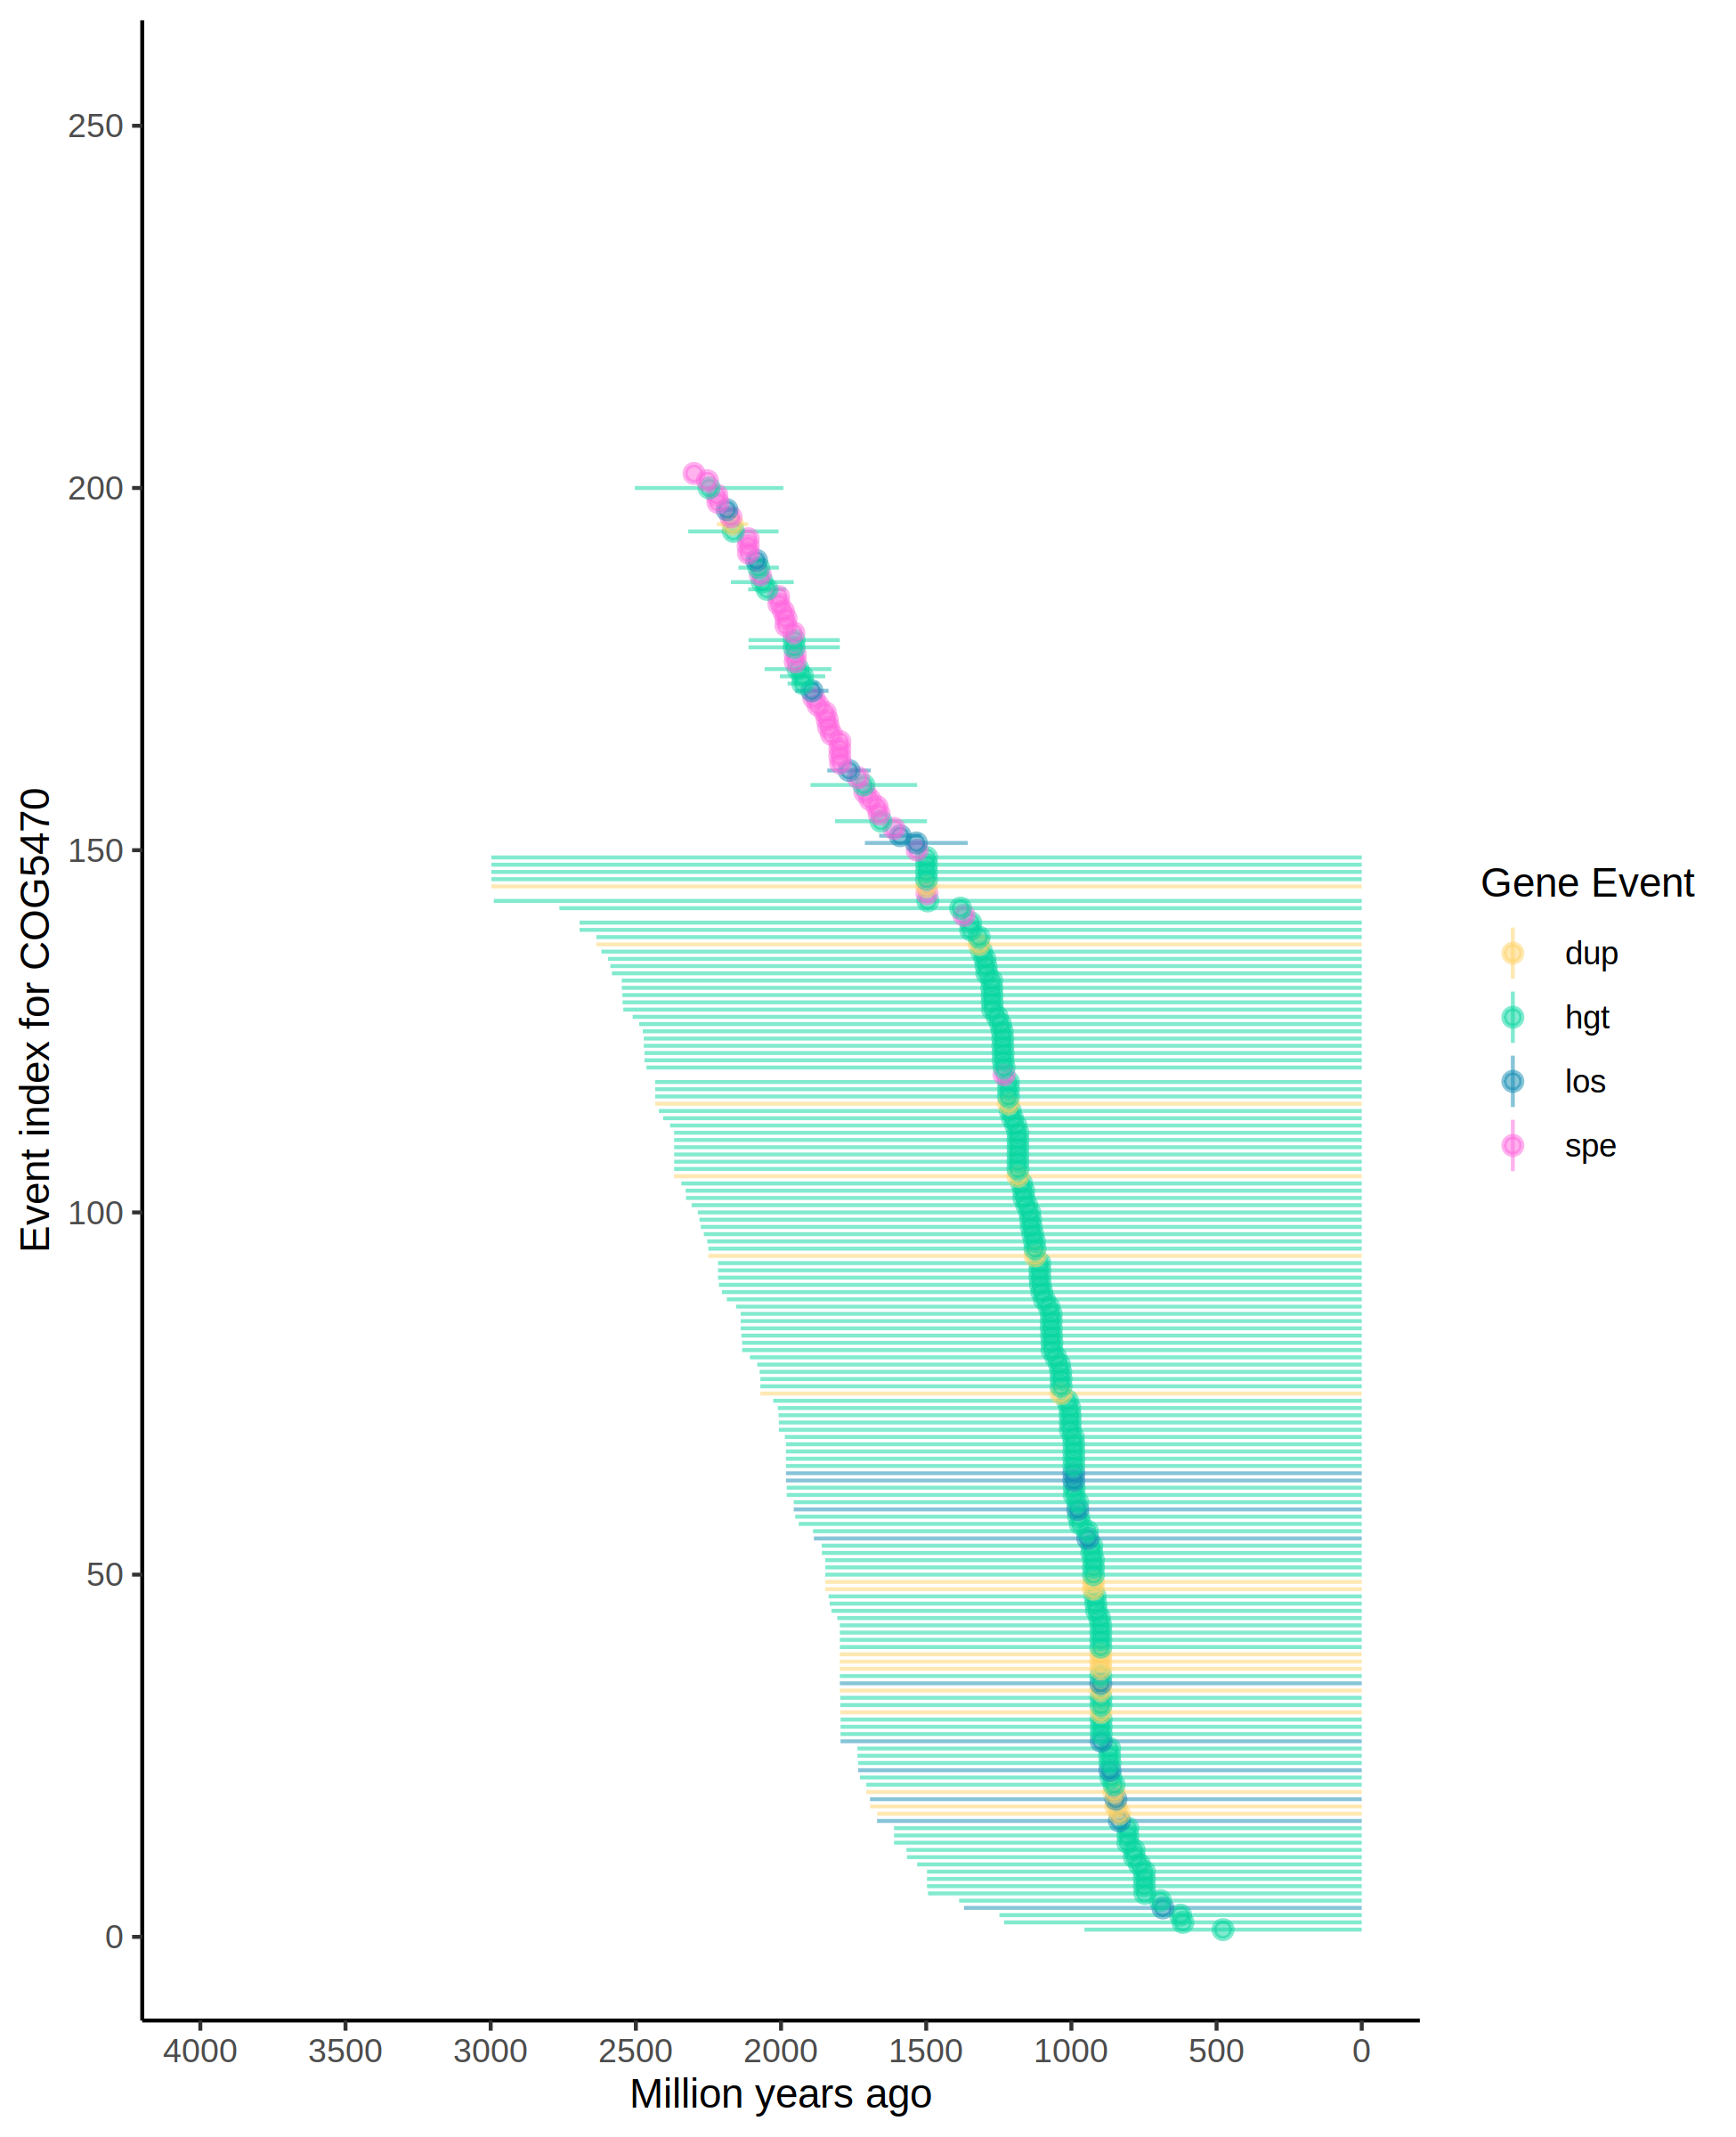 250
200
150
100
50
0
Event index for COG5470
4000 3500 3000 2500 2000 1500 1000 500 0
Million years ago
Gene Event
dup
hgt
los
spe